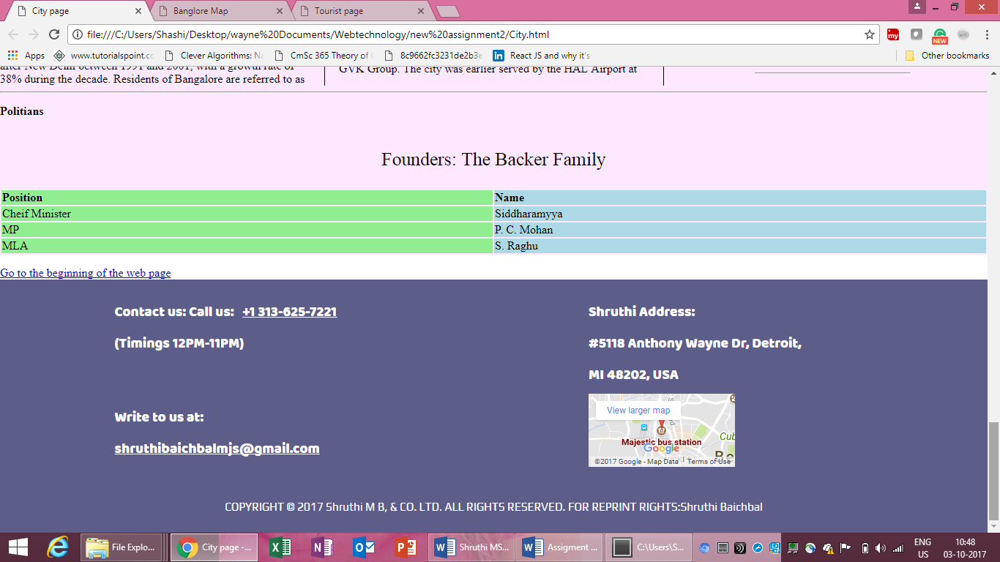 City page
Banglore Map
Tourist page
file:///C:/Users/Shashi/Desktop/wayne%20Documents/Webtechnology/new%20assignment2/City.html
my
NEW
Apps
www.tutorialspoint.co
Clever Algorithms: Na
CmSc 365 Theory of
8c9662fc3231de2b3e
React JS and why it's
Other bookmarks
after New Delhi between 1991 and 2001, with a growth rate of
38% during the decade. Residents of Bangalore are referred to as
GVK Group. The city was earlier served by the HAL Airport at
Politians
Founders: The Backer Family
Position Name
Cheif Minister Siddharamyya
MP P. C. Mohan
MLA S. Raghu
Go to the beginning of the web page
Contact us: Call us: +1 313-625-7221
(Timings 12PM-11PM)
Write to us at:
shruthibaichbalmjs@gmail.com
Shruthi Address:
#5118 Anthony Wayne Dr, Detroit,
MI 48202, USA
View larger map
Cub
Majestic bus station
Google
©2017 Google - Map Data Terms of Use
COPYRIGHT © 2017 Shruthi M B, & CO. LTD. ALL RIGHTS RESERVED. FOR REPRINT RIGHTS:Shruthi Baichbal
File Explo...
City page -...
Shruthi MS...
Assigment ...
C:\Users\S...
ENG
US
10:48
03-10-2017